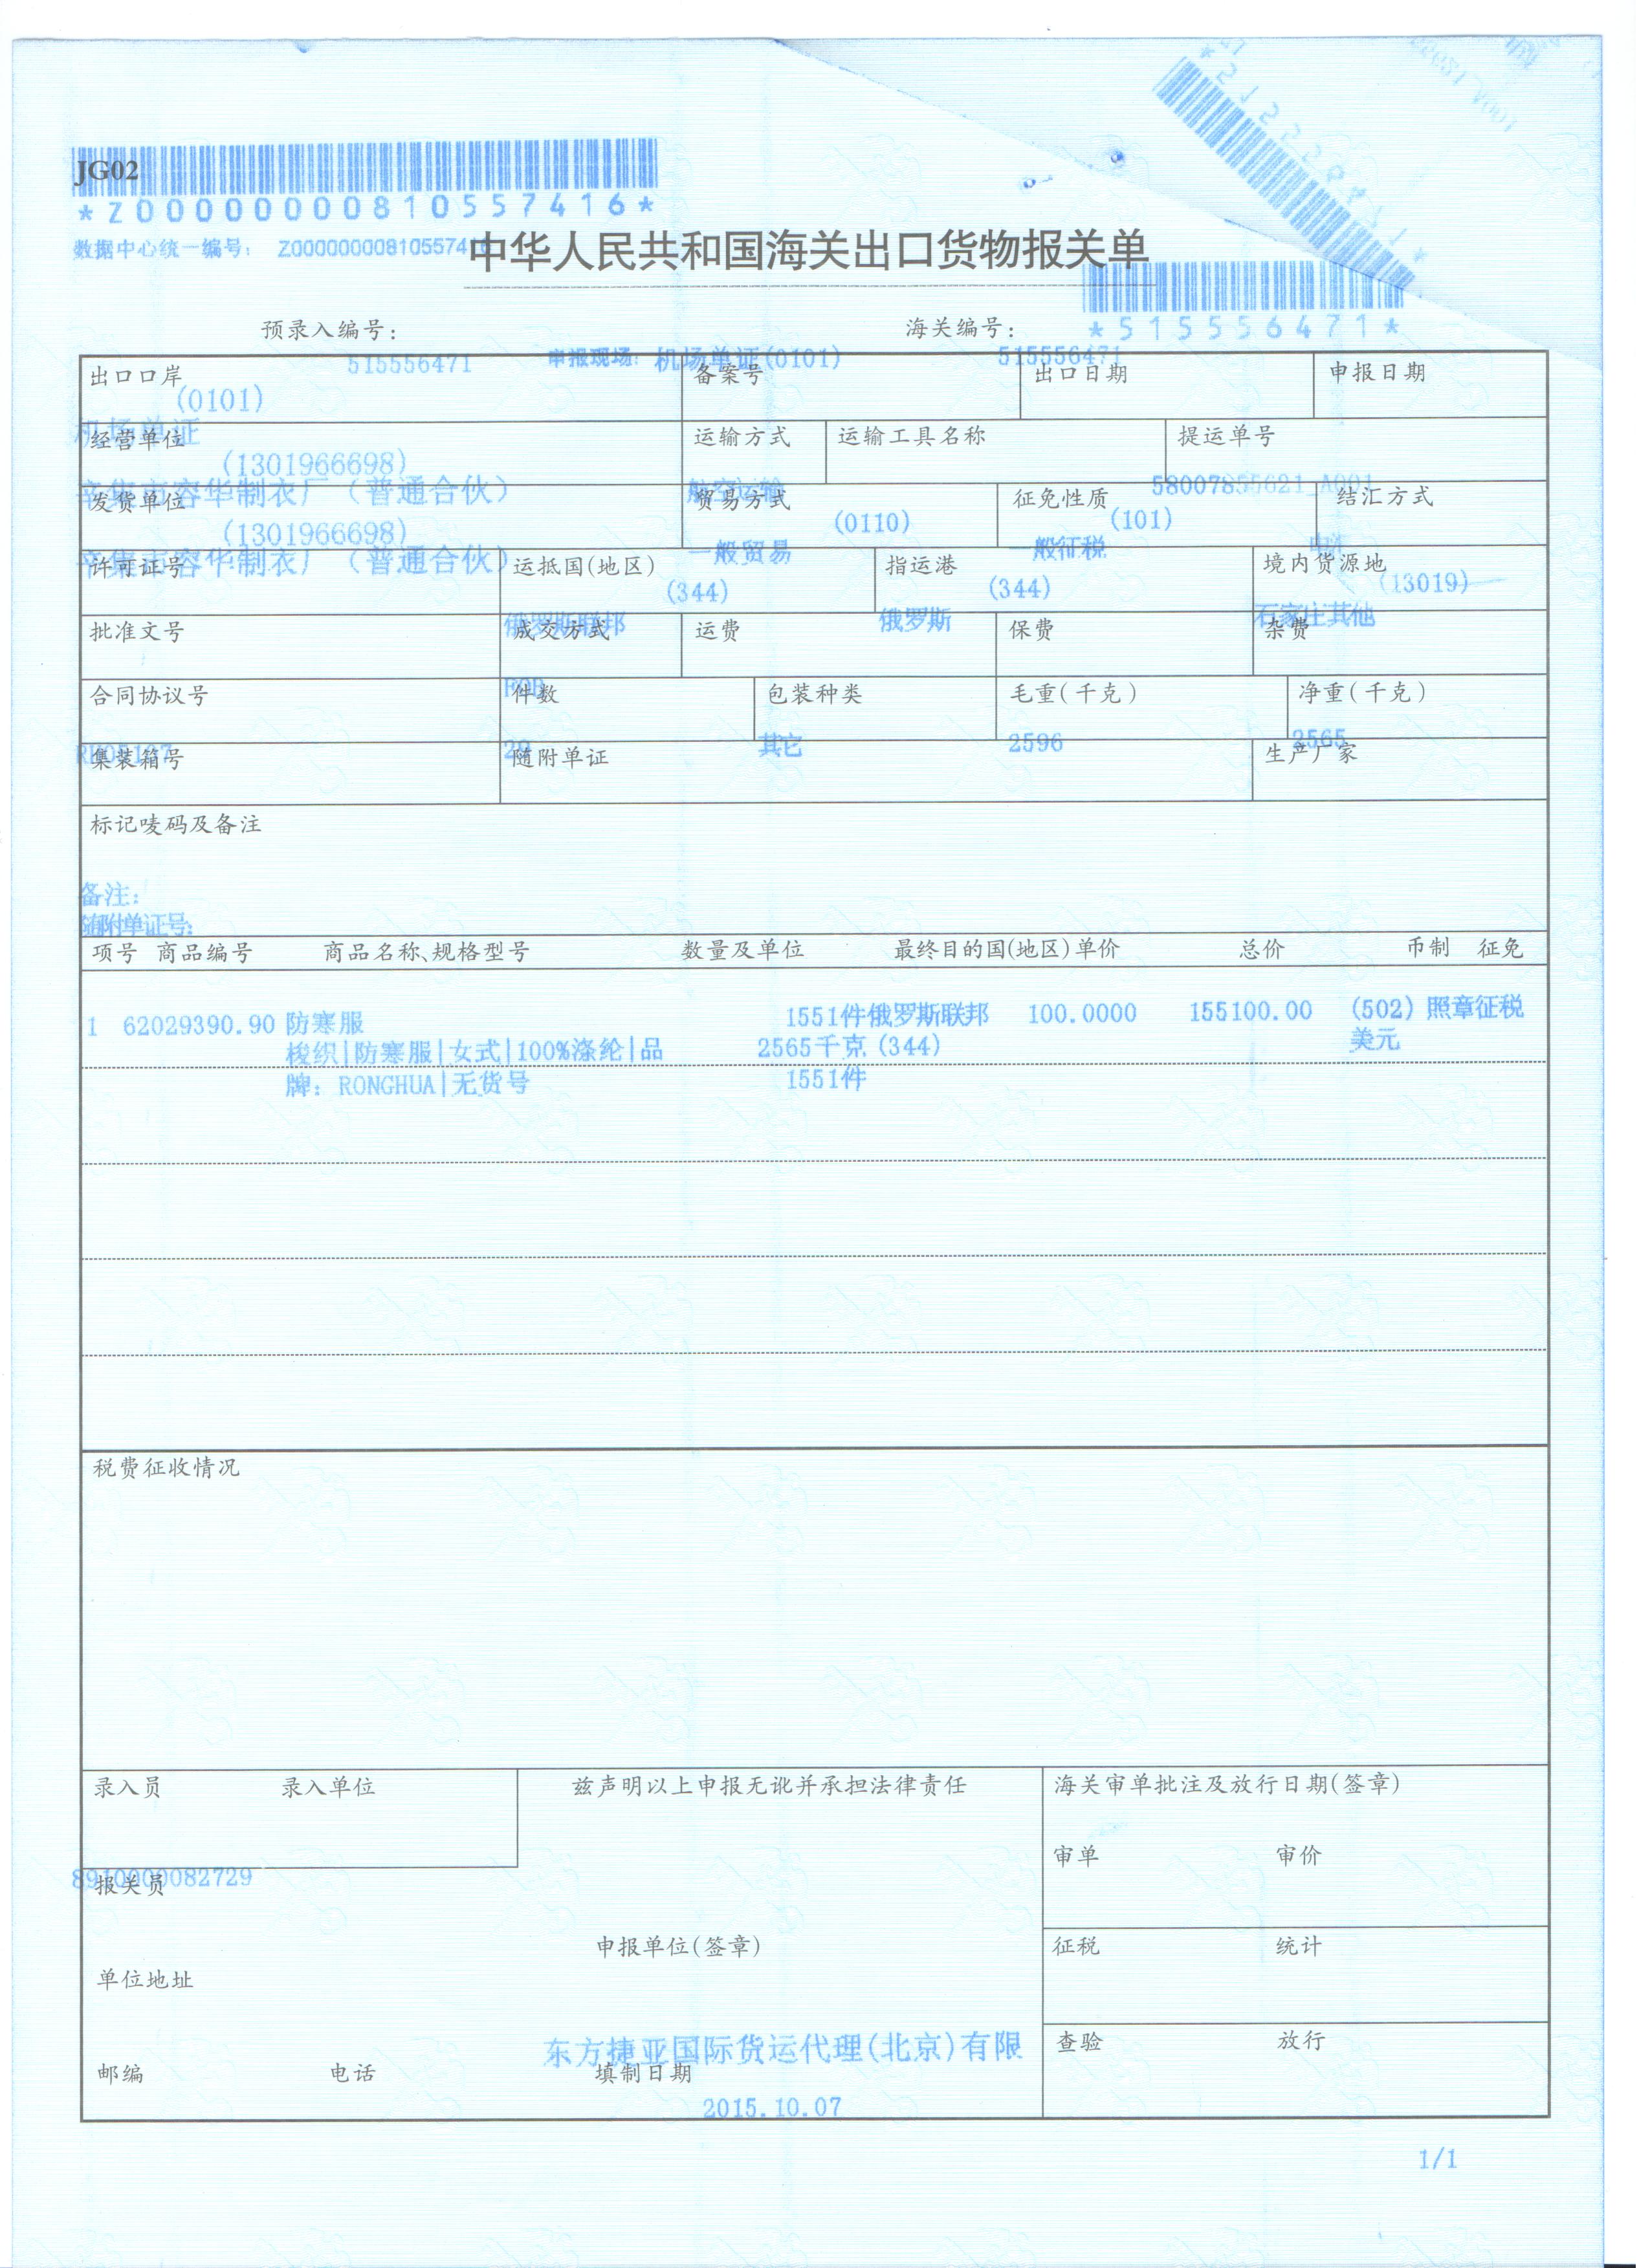 JG02
*Z0000000081055 7416*
数据中心统一编号： Z000000008105574
中华人民共和国海关出口货物报关单
预录入编号： 海关编号：
*515556471*
515556471 申报现场：机场单证(0101) 515556471
出口口岸 备案号 出口日期 申报日期
(0101)
机场单证
经营单位 运输方式 运输工具名称 提运单号
(1301966698)
辛集市容华制衣厂（普通合伙） 航空运输
发货单位 贸易方式 征免性质 结汇方式
(1301966698) (0110) (101)
辛集市容华制衣厂（普通合伙） 一般贸易 一般征税
许可证号 运抵国(地区) 指运港 境内货源地
(344) (344) (13019)
俄罗斯联邦 俄罗斯 石家庄其他
批准文号 成交方式 运费 保费 杂费
FOB
合同协议号 件数 包装种类 毛重(千克) 净重(千克)
其它 2596 2565
集装箱号 随附单证 生产厂家
标记唛码及备注
备注：
随附单证号：
项号 商品编号 商品名称、规格型号 数量及单位 最终目的国(地区)单价 总价 币制 征免
1 62029390.90 防寒服 1551件俄罗斯联邦 100.0000 155100.00 (502) 照章征税
梭织|防寒服|女式|100%涤纶|品 2565千克 (344) 美元
牌：RONGHUA|无货号 1551件
税费征收情况
录入员 录入单位 兹声明以上申报无讹并承担法律责任 海关审单批注及放行日期(签章)
审单 审价
8910000082729
报关员
申报单位(签章) 征税 统计
单位地址
东方捷亚国际货运代理(北京)有限 查验 放行
邮编 电话 填制日期
2015.10.07
1/1